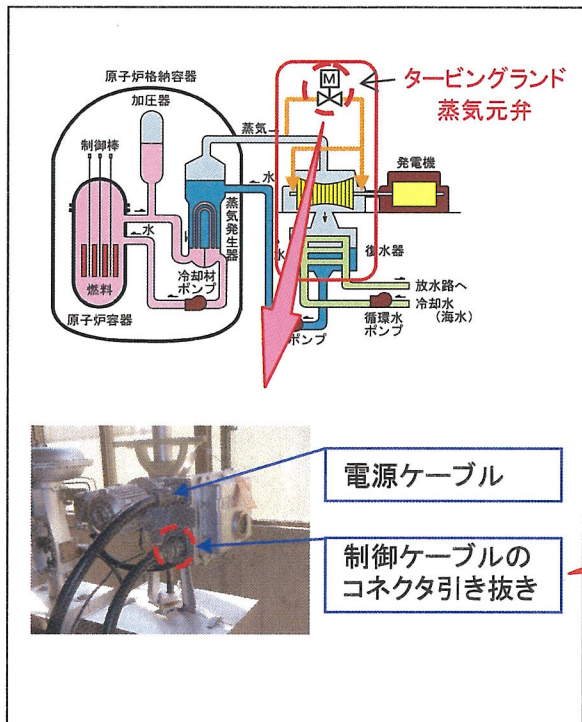 原子炉格納容器
加圧器
制御棒
水
燃料
原子炉容器
冷却材
ポンプ
蒸気発生器
蒸気
水
水
M
タービングランド
蒸気元弁
発電機
復水器
放水路へ
冷却水
(海水)
循環水
ポンプ
ポンプ
電源ケーブル
制御ケーブルの
コネクタ引き抜き